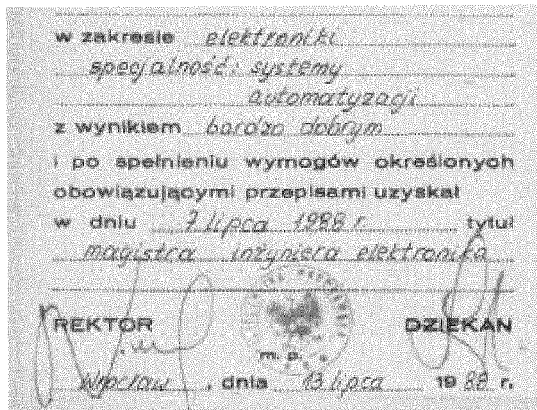 w zakresie elektroniki
specjalność: systemy
automatyzacji
z wynikiem bardzo dobrym
i po spełnieniu wymogów określonych
obowiązującymi przepisami uzyskał
w dniu 7 lipca 1988 r. tytuł
magistra inżyniera elektronika
REKTOR DZIEKAN
m. p.
Wrocław, dnia 13 lipca 1988 r.